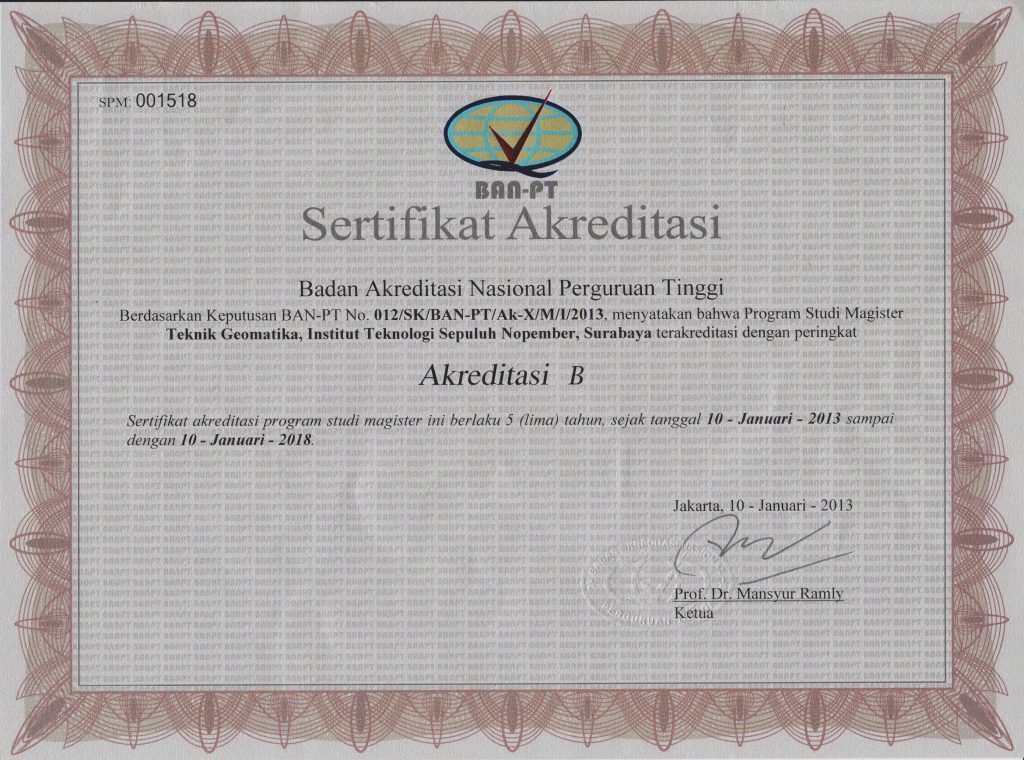 SPM: 001518
BAN-PT
Sertifikat Akreditasi
Badan Akreditasi Nasional Perguruan Tinggi
Berdasarkan Keputusan BAN-PT No. 012/SK/BAN-PT/Ak-X/M/I/2013, menyatakan bahwa Program Studi Magister
Teknik Geomatika, Institut Teknologi Sepuluh Nopember, Surabaya terakreditasi dengan peringkat
Akreditasi B
Sertifikat akreditasi program studi magister ini berlaku 5 (lima) tahun, sejak tanggal 10 - Januari - 2013 sampai
dengan 10 - Januari - 2018.
Jakarta, 10 - Januari - 2013
Prof. Dr. Mansyur Ramly
Ketua